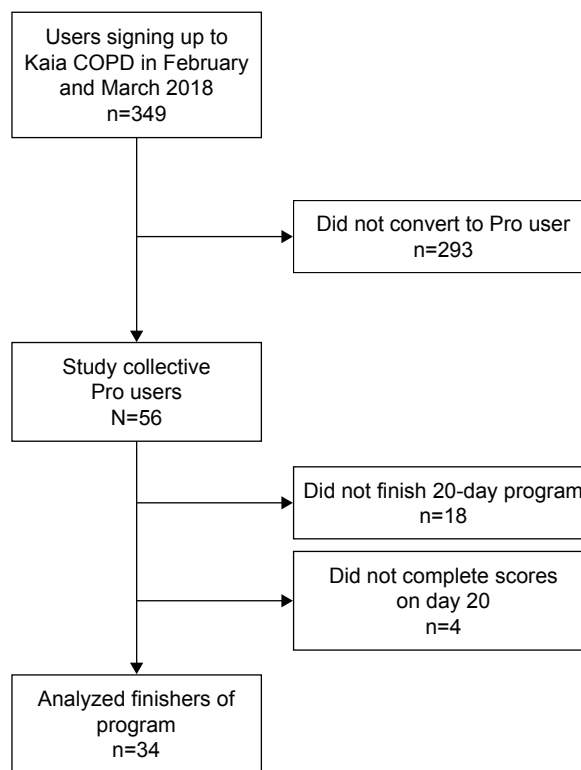 Users signing up to
Kaia COPD in February
and March 2018
n=349
Did not convert to Pro user
n=293
Study collective
Pro users
N=56
Did not finish 20-day program
n=18
Did not complete scores
on day 20
n=4
Analyzed finishers of
program
n=34